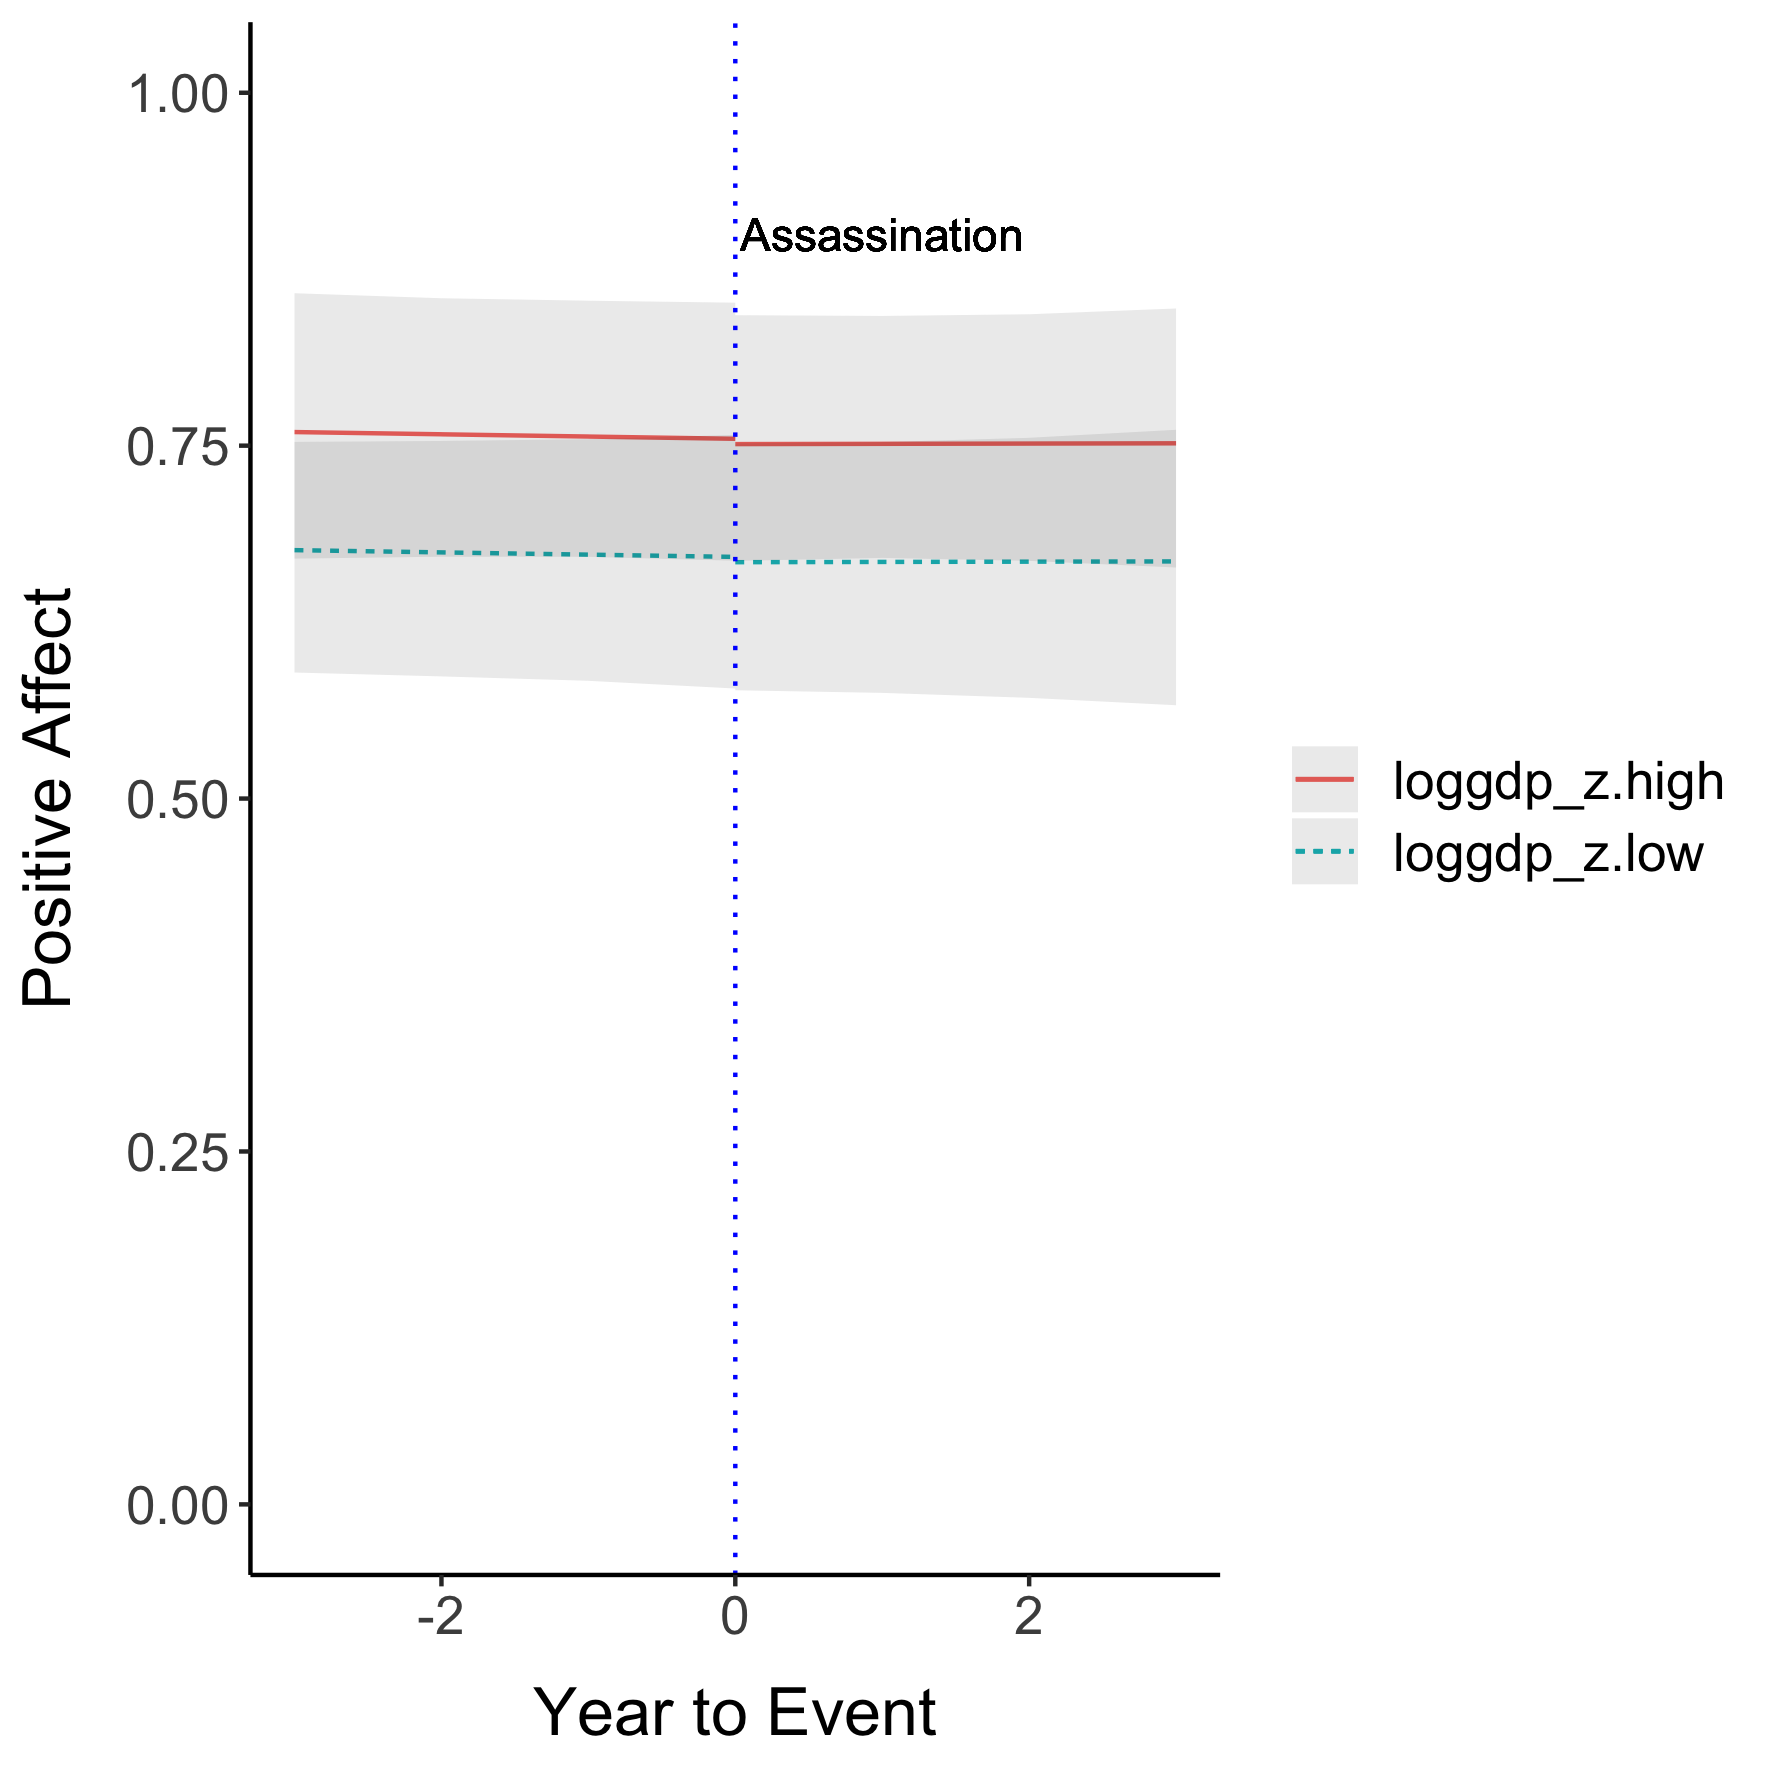 1.00
0.75
0.50
0.25
0.00
Positive Affect
Assassination
-2
0
2
Year to Event
loggdp_z.high
loggdp_z.low